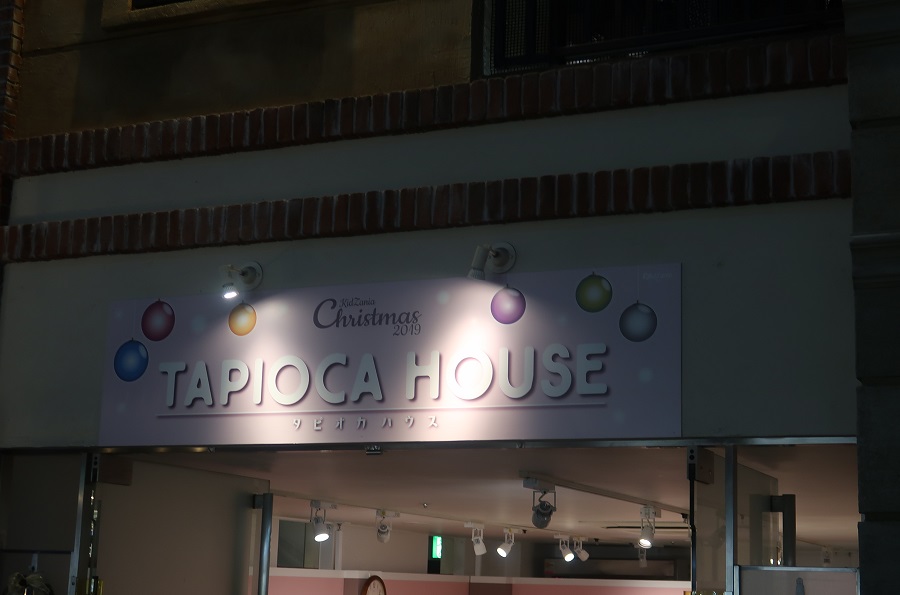 KidZania
Christmas
2019
TAPIOCA HOUSE
タピオカハウス